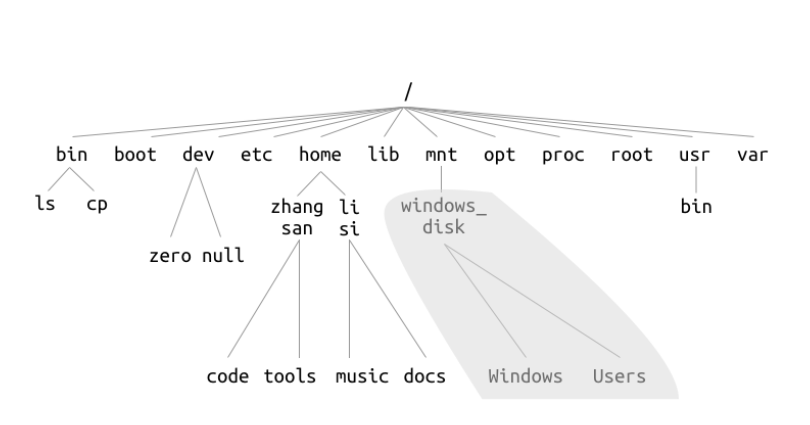 /
bin boot dev etc home lib mnt opt proc root usr var
ls cp zhang li windows_ bin
san si disk
zero null
code tools music docs Windows Users